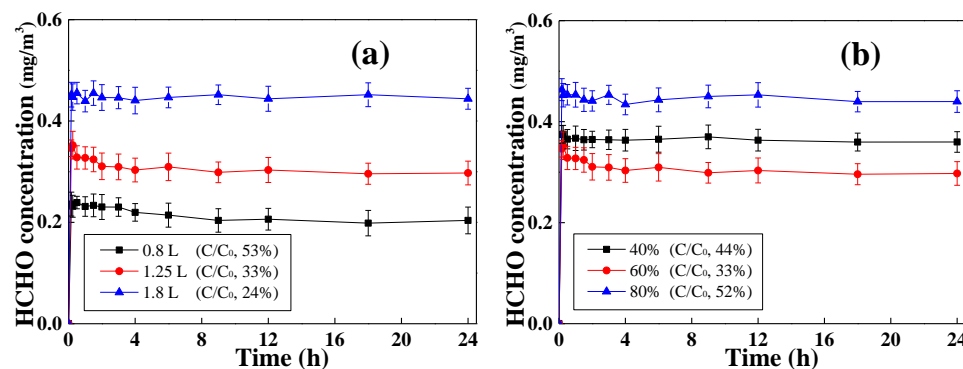 (a)
HCHO concentration (mg/m³)
0.6
0.4
0.2
0.0
0.8 L (C/C₀, 53%)
1.25 L (C/C₀, 33%)
1.8 L (C/C₀, 24%)
0 4 8 12 16 20 24
Time (h)
(b)
HCHO concentration (mg/m³)
0.6
0.4
0.2
0.0
40% (C/C₀, 44%)
60% (C/C₀, 33%)
80% (C/C₀, 52%)
0 4 8 12 16 20 24
Time (h)